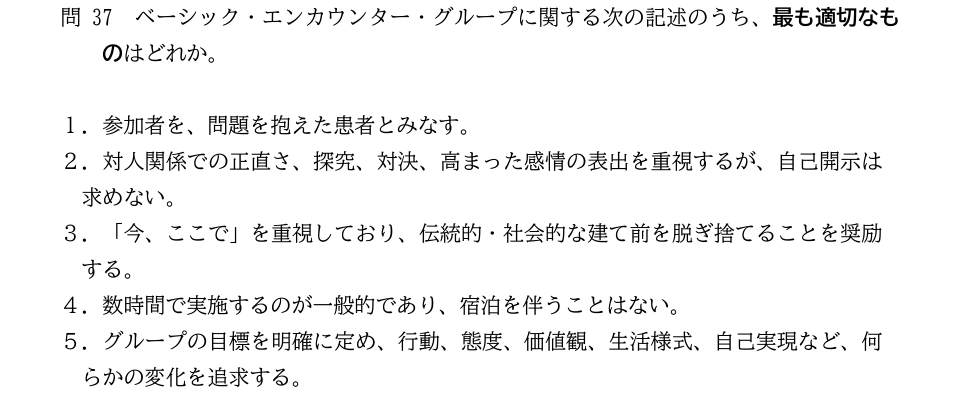 問 37　ベーシック・エンカウンター・グループに関する次の記述のうち、最も適切なも
のはどれか。
１．参加者を、問題を抱えた患者とみなす。
２．対人関係での正直さ、探究、対決、高まった感情の表出を重視するが、自己開示は
求めない。
３．「今、ここで」を重視しており、伝統的・社会的な建て前を脱ぎ捨てることを奨励
する。
４．数時間で実施するのが一般的であり、宿泊を伴うことはない。
５．グループの目標を明確に定め、行動、態度、価値観、生活様式、自己実現など、何
らかの変化を追求する。